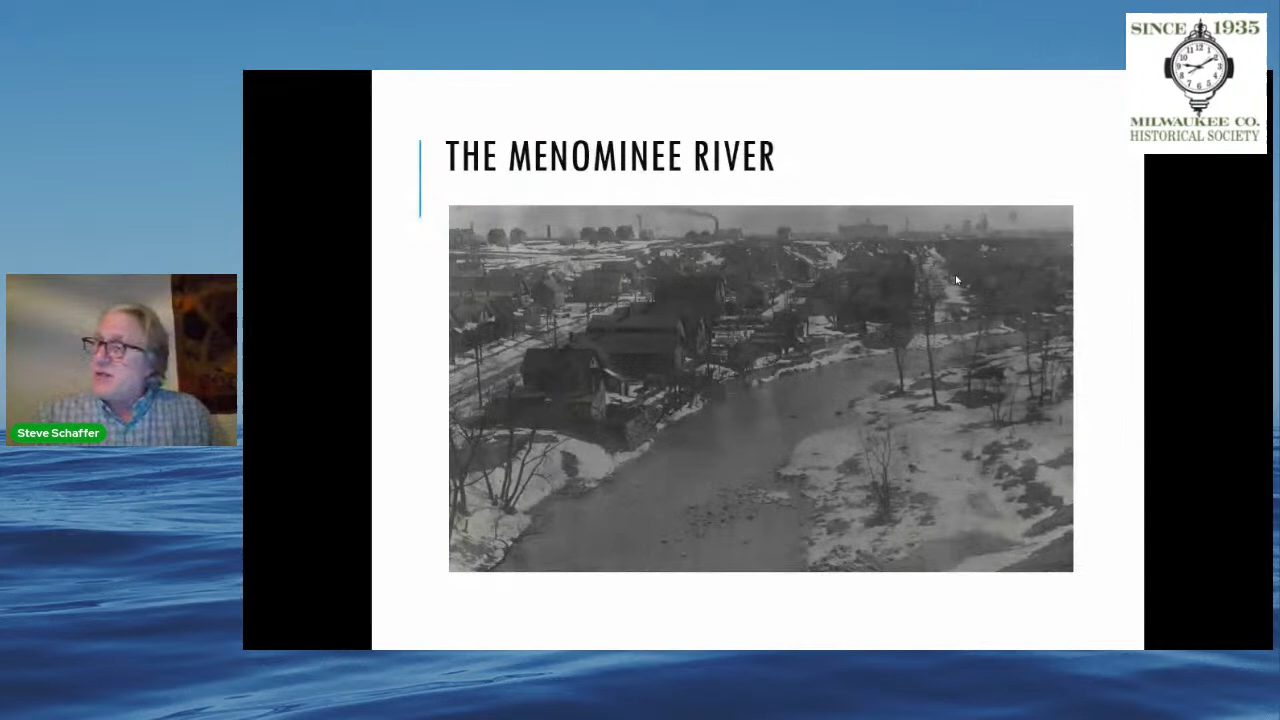 SINCE 1935
MILWAUKEE CO.
HISTORICAL SOCIETY
THE MENOMINEE RIVER
Steve Schaffer